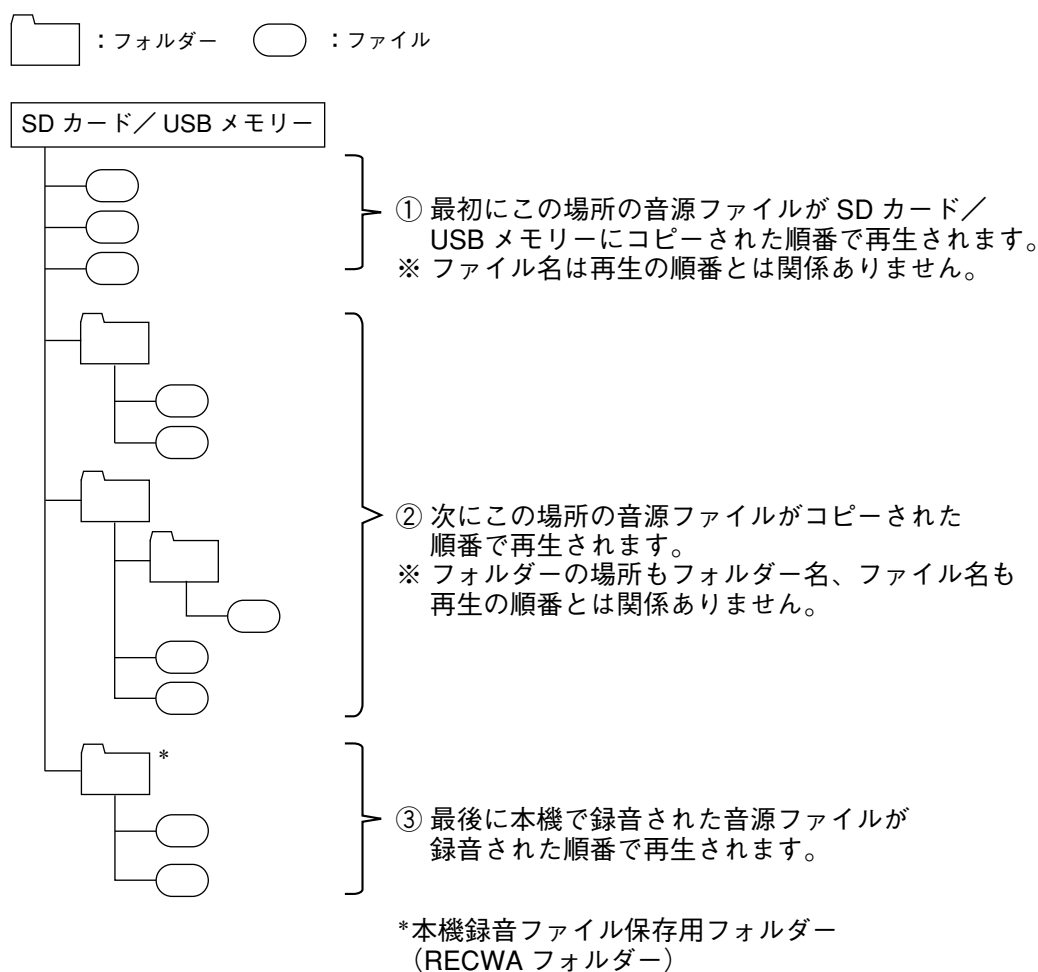 ：フォルダー　：ファイル
SD カード／ USB メモリー
① 最初にこの場所の音源ファイルが SD カード／
USB メモリーにコピーされた順番で再生されます。
※ ファイル名は再生の順番とは関係ありません。
② 次にこの場所の音源ファイルがコピーされた
順番で再生されます。
※ フォルダーの場所もフォルダー名、ファイル名も
再生の順番とは関係ありません。
*
③ 最後に本機で録音された音源ファイルが
録音された順番で再生されます。
*本機録音ファイル保存用フォルダー
（RECWA フォルダー）